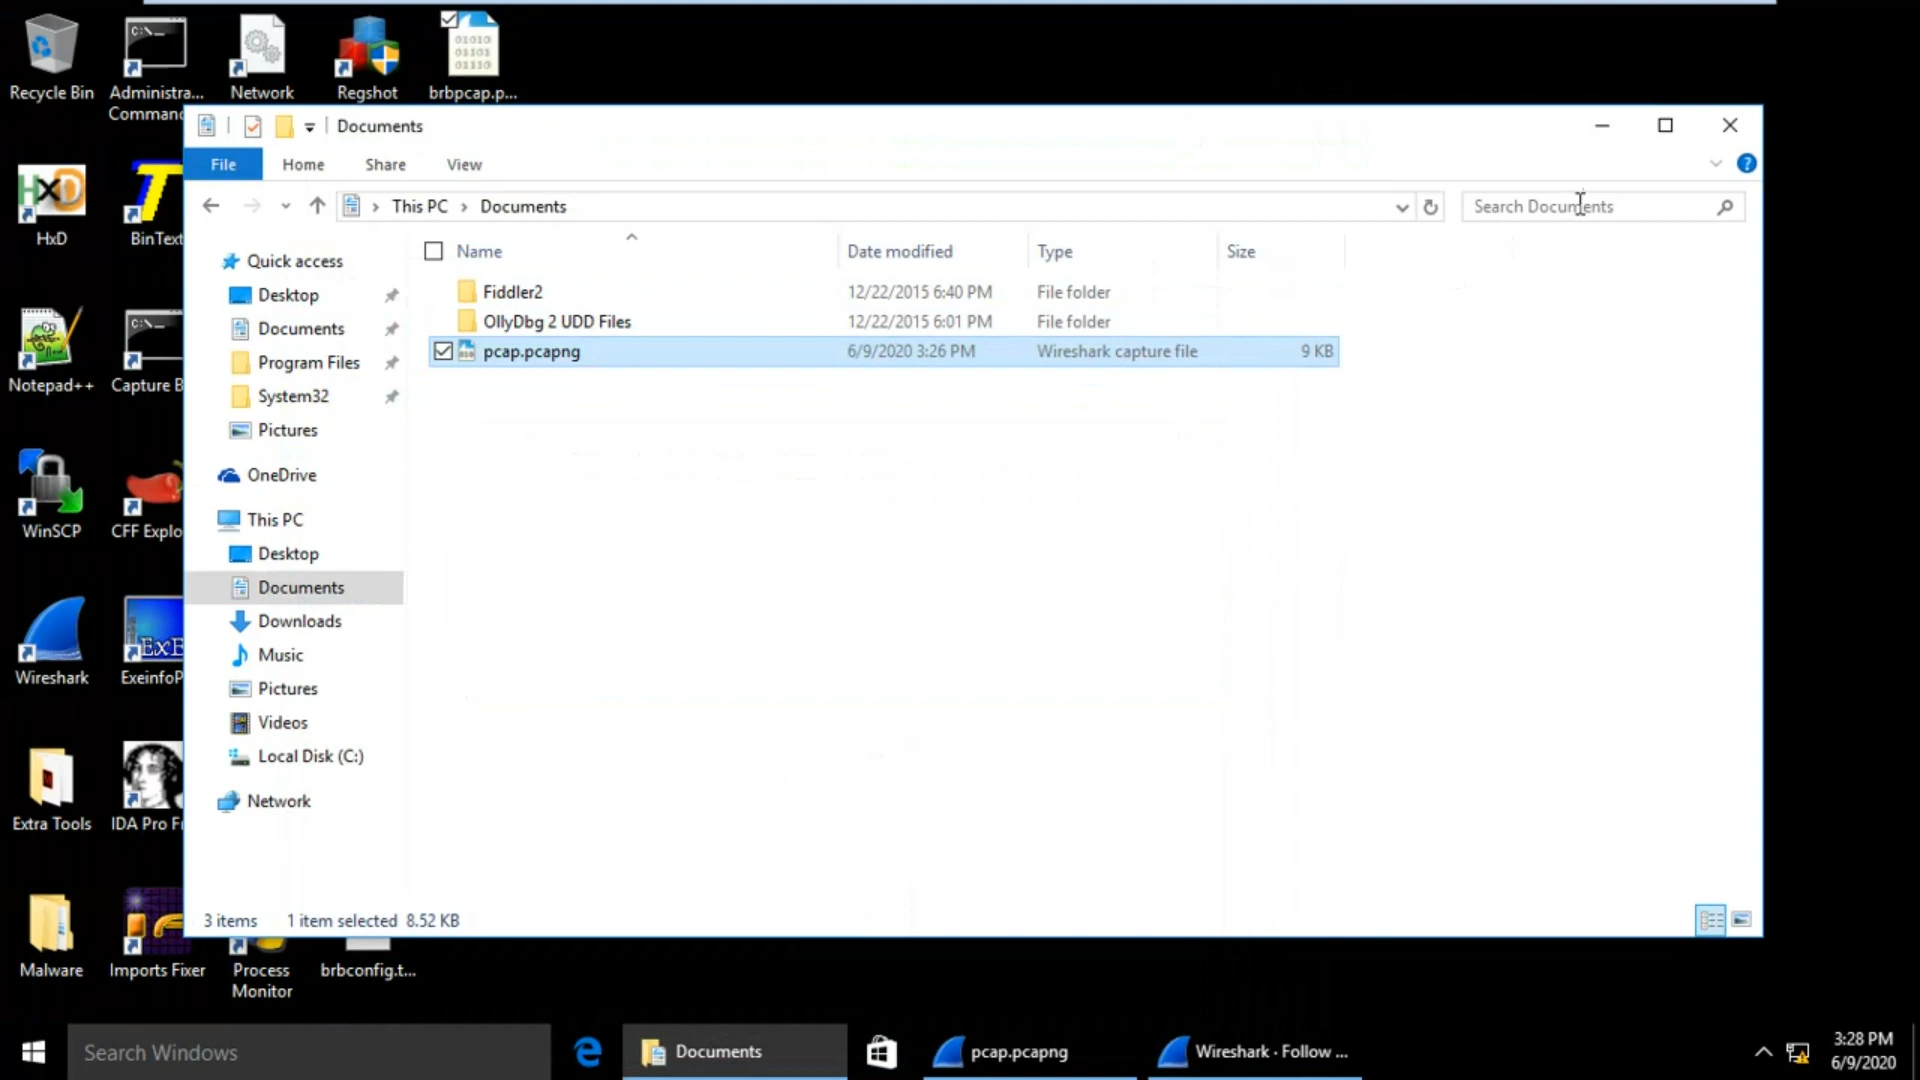 Recycle Bin
Administra...
Command
Network
Regshot
brbpcap.p...
Documents
File
Home
Share
View
This PC
Documents
Search Documents
HxD
BinText
Name
Date modified
Type
Size
Quick access
Desktop
Documents
Program Files
System32
Pictures
Fiddler2
12/22/2015 6:40 PM
File folder
OllyDbg 2 UDD Files
12/22/2015 6:01 PM
File folder
pcap.pcapng
6/9/2020 3:26 PM
Wireshark capture file
9 KB
Notepad++
Capture B
OneDrive
This PC
Desktop
Documents
Downloads
Music
Pictures
Videos
Local Disk (C:)
Network
WinSCP
CFF Explo
Wireshark
ExeinfoP
Extra Tools
IDA Pro Fr
3 items
1 item selected 8.52 KB
Malware
Imports Fixer
Process
Monitor
brbconfig.t...
Search Windows
Documents
pcap.pcapng
Wireshark · Follow ...
3:28 PM
6/9/2020